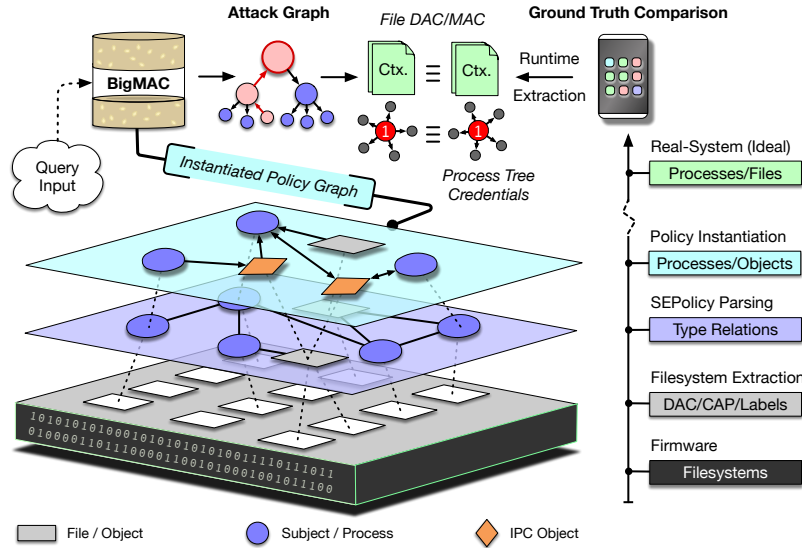 Attack Graph
File DAC/MAC
Ground Truth Comparison
BigMAC
Ctx.
Ctx.
Runtime
Extraction
1
1
Query
Input
Instantiated Policy Graph
Process Tree
Credentials
Real-System (Ideal)
Processes/Files
Policy Instantiation
Processes/Objects
SEPolicy Parsing
Type Relations
Filesystem Extraction
DAC/CAP/Labels
Firmware
Filesystems
File / Object
Subject / Process
IPC Object